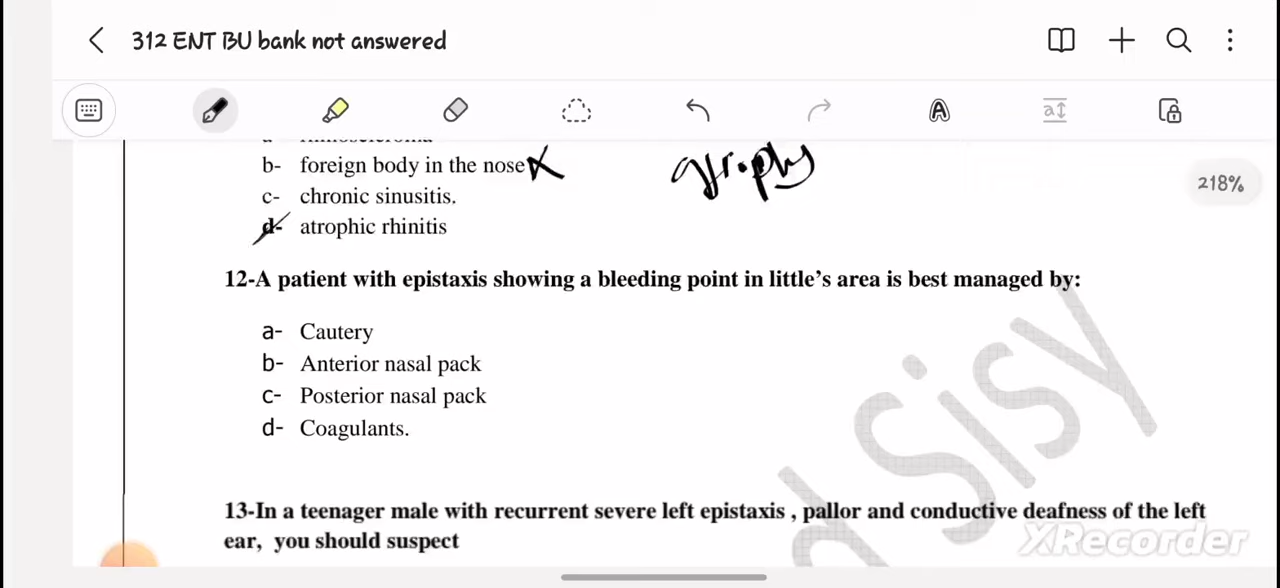 312 ENT BU bank not answered
b- foreign body in the nose
218%
c- chronic sinusitis.
d- atrophic rhinitis
12-A patient with epistaxis showing a bleeding point in little’s area is best managed by:
a- Cautery
b- Anterior nasal pack
c- Posterior nasal pack
d- Coagulants.
Sisy
13-In a teenager male with recurrent severe left epistaxis , pallor and conductive deafness of the left
ear, you should suspect
XRecorder